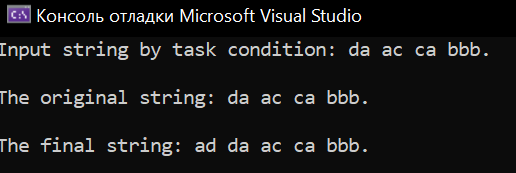 Консоль отладки Microsoft Visual Studio
Input string by task condition: da ac ca bbb.
The original string: da ac ca bbb.
The final string: ad da ac ca bbb.